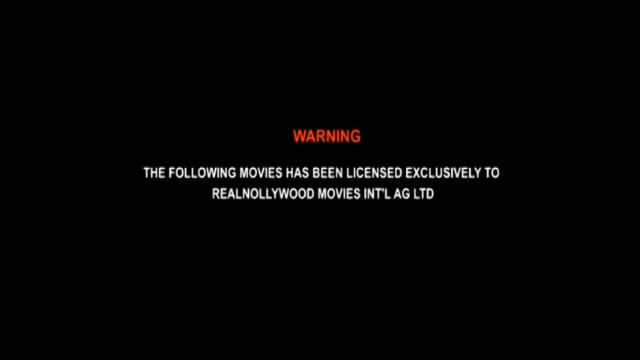 WARNING
THE FOLLOWING MOVIES HAS BEEN LICENSED EXCLUSIVELY TO
REALNOLLYWOOD MOVIES INT'L AG LTD